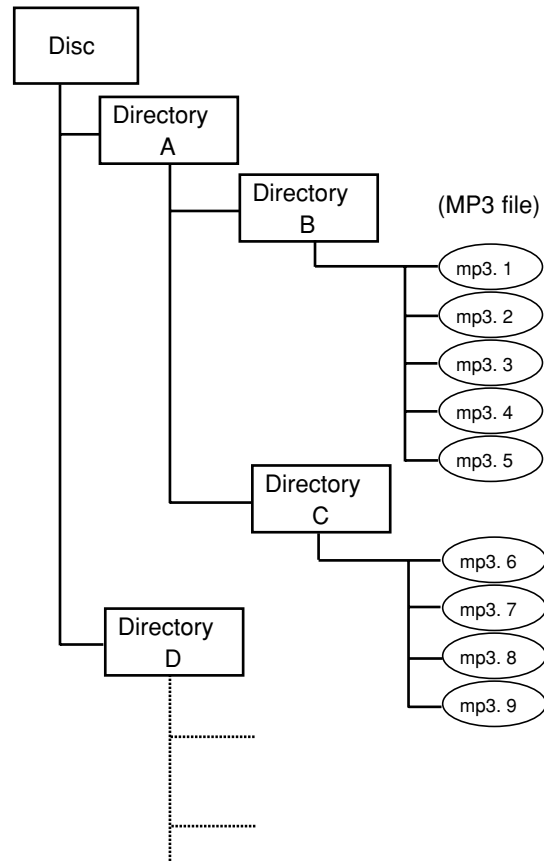 Disc
Directory
A
Directory
B
(MP3 file)
mp3. 1
mp3. 2
mp3. 3
mp3. 4
mp3. 5
Directory
C
mp3. 6
mp3. 7
mp3. 8
mp3. 9
Directory
D